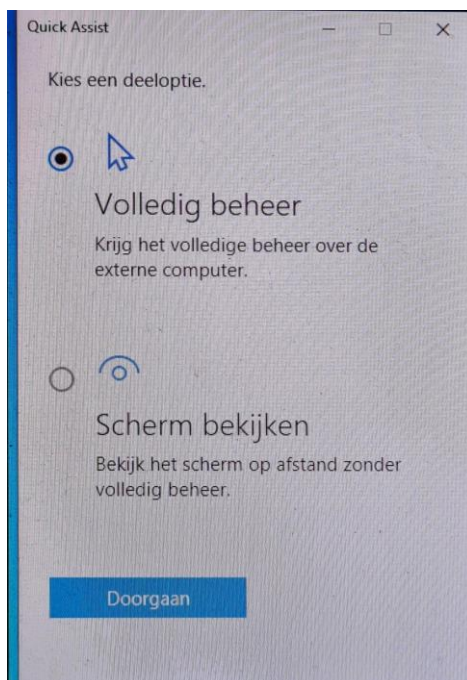 Quick Assist
Kies een deeloptie.
Volledig beheer
Krijg het volledige beheer over de
externe computer.
Scherm bekijken
Bekijk het scherm op afstand zonder
volledig beheer.
Doorgaan